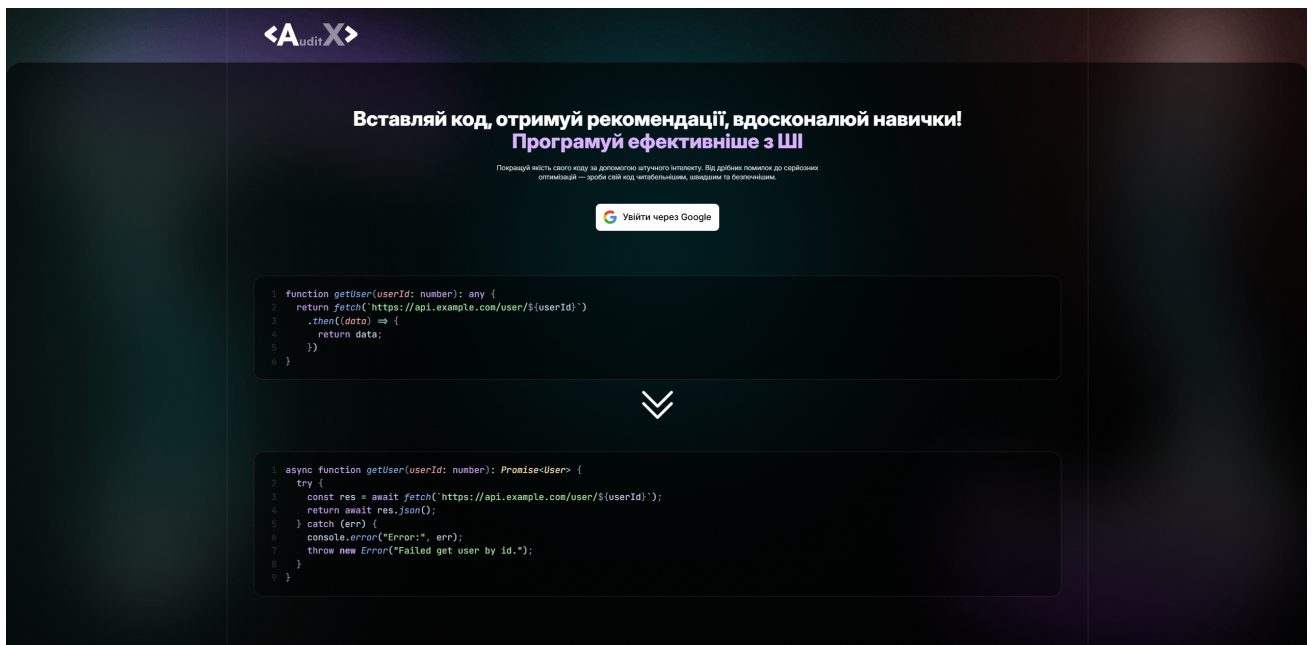 <AuditX>
Вставляй код, отримуй рекомендації, вдосконалюй навички!
Програмуй ефективніше з ШІ
Покращуй якість свого коду за допомогою штучного інтелекту. Від дрібних помилок до серйозних
оптимізацій — зроби свій код читабельнішим, швидшим та безпечнішим.
Увійти через Google
1 function getUser(userId: number): any {
2 return fetch(`https://api.example.com/user/${userId}`)
3 .then((data) => {
4 return data;
5 })
6 }
1 async function getUser(userId: number): Promise<User> {
2 try {
3 const res = await fetch(`https://api.example.com/user/${userId}`);
4 return await res.json();
5 } catch (err) {
6 console.error("Error:", err);
7 throw new Error("Failed get user by id.");
8 }
9 }